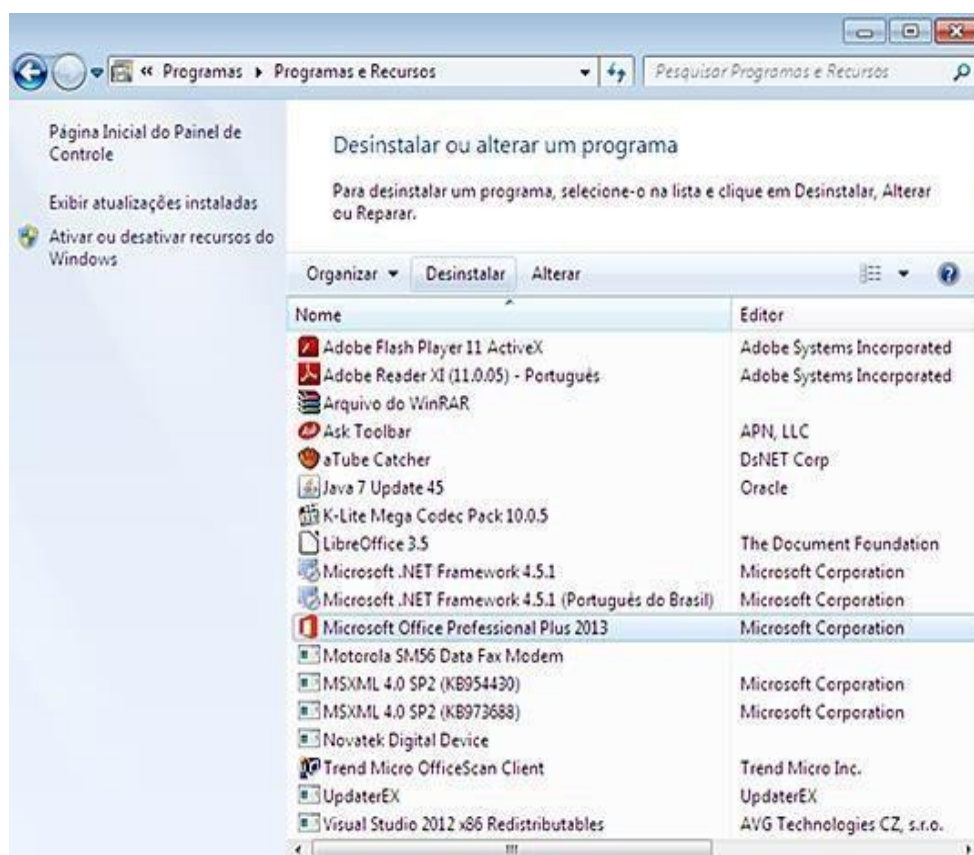 « Programas ▸ Programas e Recursos
Pesquisar Programas e Recursos
Página Inicial do Painel de
Controle
Exibir atualizações instaladas
Ativar ou desativar recursos do
Windows
Desinstalar ou alterar um programa
Para desinstalar um programa, selecione-o na lista e clique em Desinstalar, Alterar
ou Reparar.
Organizar Desinstalar Alterar
Nome Editor
Adobe Flash Player 11 ActiveX Adobe Systems Incorporated
Adobe Reader XI (11.0.05) - Português Adobe Systems Incorporated
Arquivo do WinRAR
Ask Toolbar APN, LLC
aTube Catcher DsNET Corp
Java 7 Update 45 Oracle
K-Lite Mega Codec Pack 10.0.5
LibreOffice 3.5 The Document Foundation
Microsoft .NET Framework 4.5.1 Microsoft Corporation
Microsoft .NET Framework 4.5.1 (Português do Brasil) Microsoft Corporation
Microsoft Office Professional Plus 2013 Microsoft Corporation
Motorola SM56 Data Fax Modem
MSXML 4.0 SP2 (KB954430) Microsoft Corporation
MSXML 4.0 SP2 (KB973688) Microsoft Corporation
Novatek Digital Device
Trend Micro OfficeScan Client Trend Micro Inc.
UpdaterEX UpdaterEX
Visual Studio 2012 x86 Redistributables AVG Technologies CZ, s.r.o.